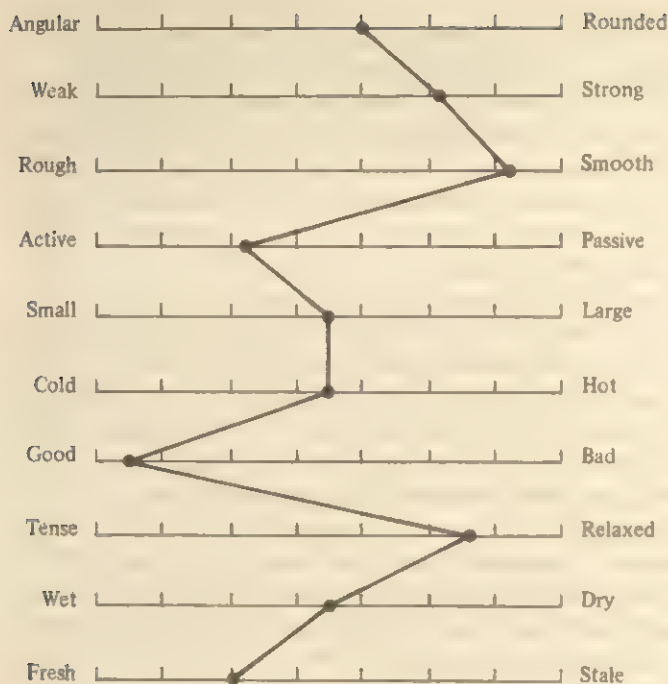 Angular Rounded
Weak Strong
Rough Smooth
Active Passive
Small Large
Cold Hot
Good Bad
Tense Relaxed
Wet Dry
Fresh Stale